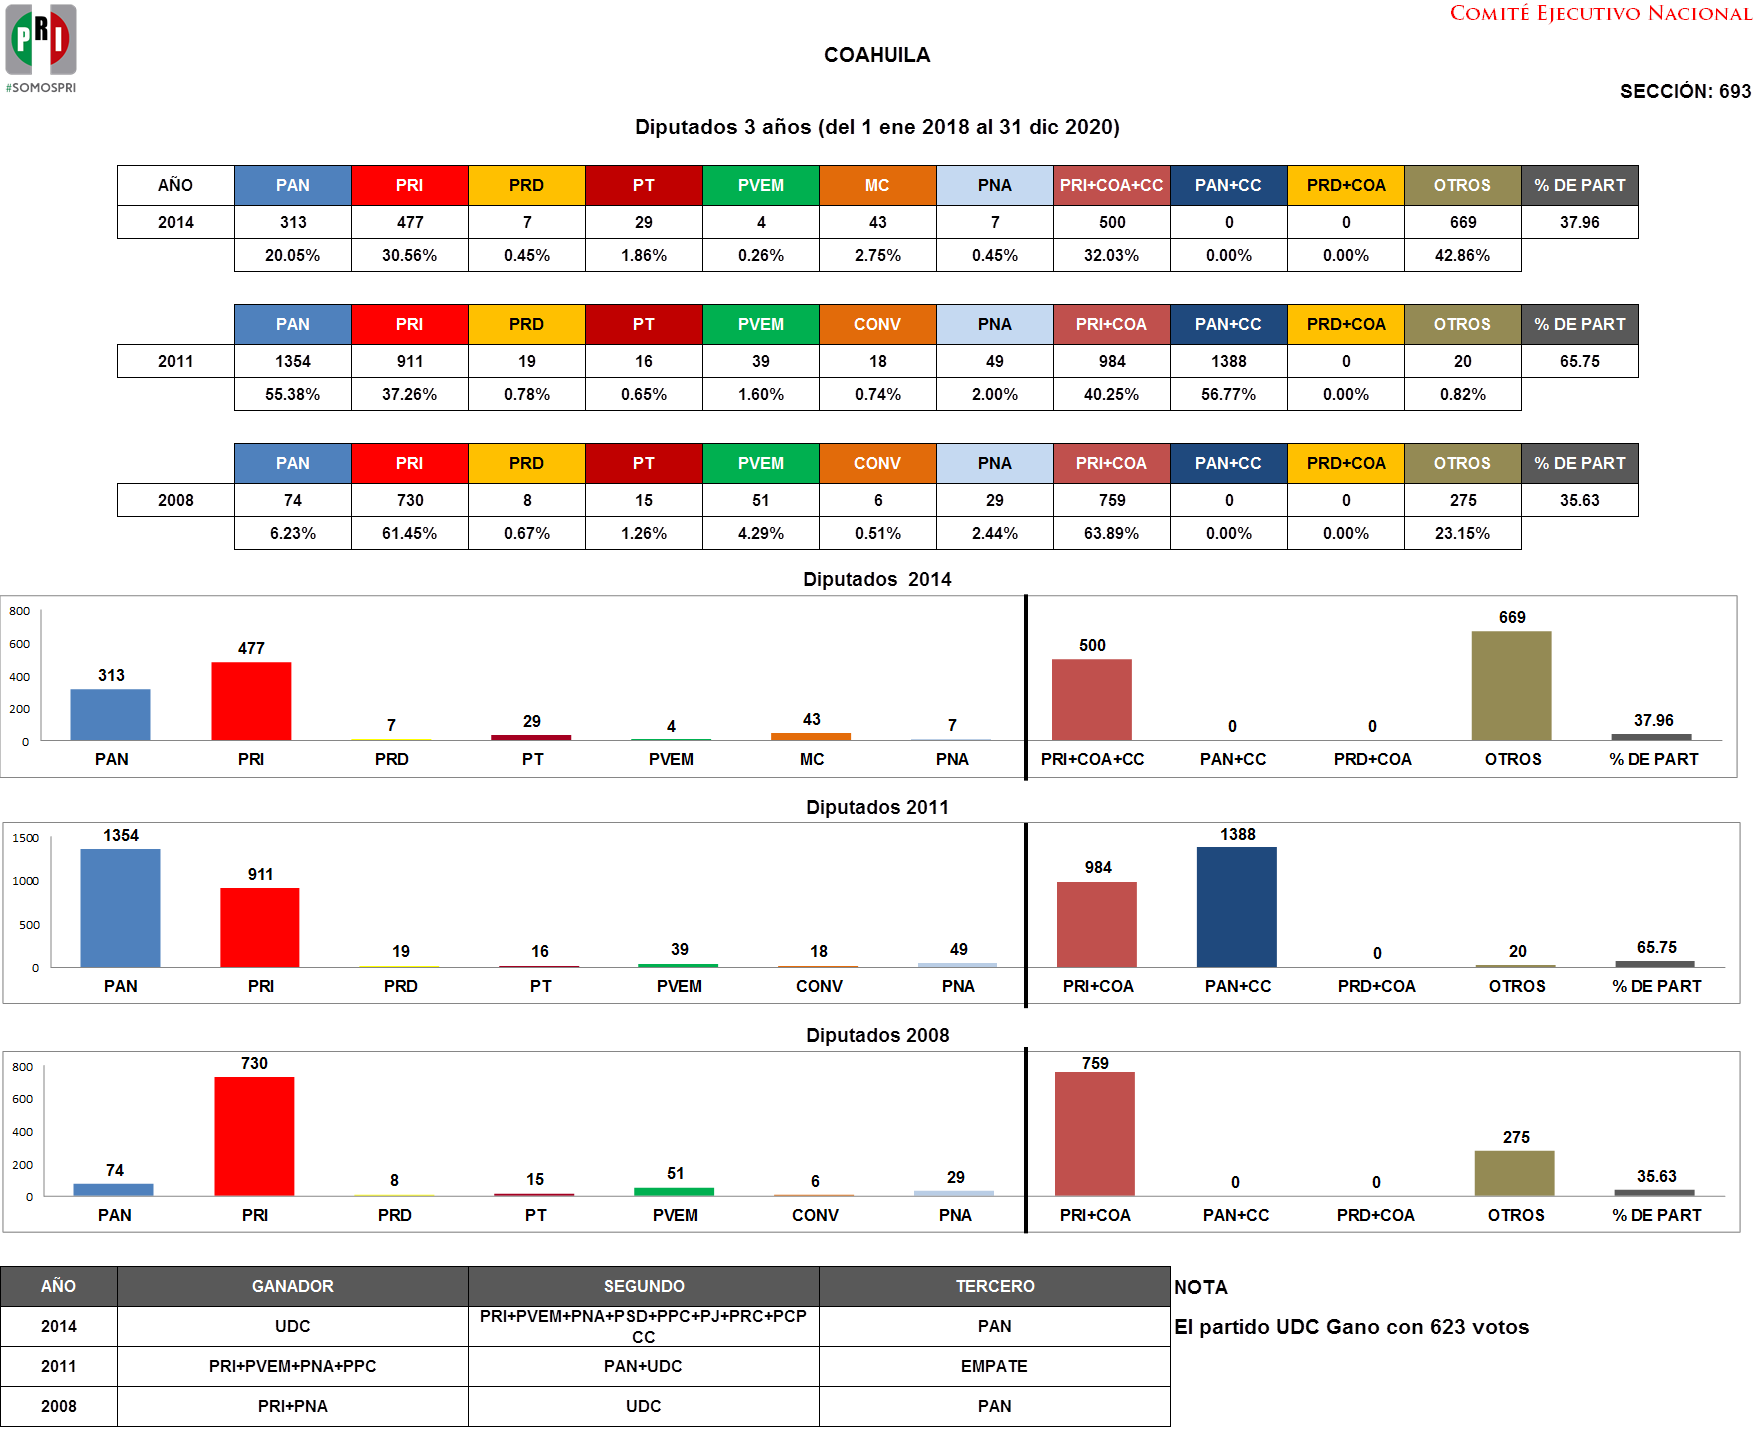 PRI
#SOMOSPRI
COMITÉ EJECUTIVO NACIONAL
COAHUILA
SECCIÓN: 693
Diputados 3 años (del 1 ene 2018 al 31 dic 2020)
AÑO PAN PRI PRD PT PVEM MC PNA PRI+COA+CC PAN+CC PRD+COA OTROS % DE PART
2014 313 477 7 29 4 43 7 500 0 0 669 37.96
20.05% 30.56% 0.45% 1.86% 0.26% 2.75% 0.45% 32.03% 0.00% 0.00% 42.86%
PAN PRI PRD PT PVEM CONV PNA PRI+COA PAN+CC PRD+COA OTROS % DE PART
2011 1354 911 19 16 39 18 49 984 1388 0 20 65.75
55.38% 37.26% 0.78% 0.65% 1.60% 0.74% 2.00% 40.25% 56.77% 0.00% 0.82%
PAN PRI PRD PT PVEM CONV PNA PRI+COA PAN+CC PRD+COA OTROS % DE PART
2008 74 730 8 15 51 6 29 759 0 0 275 35.63
6.23% 61.45% 0.67% 1.26% 4.29% 0.51% 2.44% 63.89% 0.00% 0.00% 23.15%
Diputados 2014
800
600
400
200
0
313 477 7 29 4 43 7 500 0 0 669 37.96
PAN PRI PRD PT PVEM MC PNA PRI+COA+CC PAN+CC PRD+COA OTROS % DE PART
Diputados 2011
1500
1000
500
0
1354 911 19 16 39 18 49 984 1388 0 20 65.75
PAN PRI PRD PT PVEM CONV PNA PRI+COA PAN+CC PRD+COA OTROS % DE PART
Diputados 2008
800
600
400
200
0
74 730 8 15 51 6 29 759 0 0 275 35.63
PAN PRI PRD PT PVEM CONV PNA PRI+COA PAN+CC PRD+COA OTROS % DE PART
AÑO GANADOR SEGUNDO TERCERO NOTA
2014 UDC PRI+PVEM+PNA+PSD+PPC+PJ+PRC+PCP CC PAN El partido UDC Gano con 623 votos
2011 PRI+PVEM+PNA+PPC PAN+UDC EMPATE
2008 PRI+PNA UDC PAN